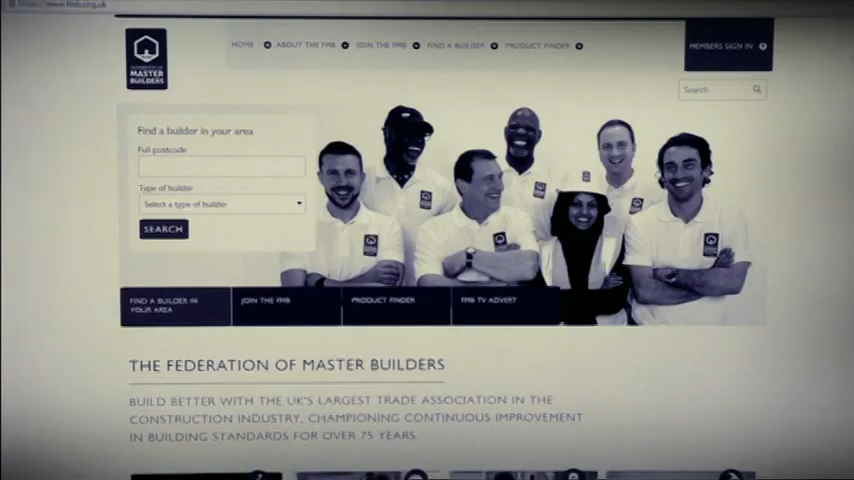 www.fmb.org.uk
FEDERATION OF
MASTER
BUILDERS
HOME
ABOUT THE FMB
JOIN THE FMB
FIND A BUILDER
PRODUCT FINDER
MEMBERS SIGN IN
Search
Find a builder in your area
Full postcode
Type of builder
Select a type of builder
SEARCH
FIND A BUILDER IN
YOUR AREA
JOIN THE FMB
PRODUCT FINDER
FMB TV ADVERT
THE FEDERATION OF MASTER BUILDERS
BUILD BETTER WITH THE UK'S LARGEST TRADE ASSOCIATION IN THE
CONSTRUCTION INDUSTRY, CHAMPIONING CONTINUOUS IMPROVEMENT
IN BUILDING STANDARDS FOR OVER 75 YEARS.